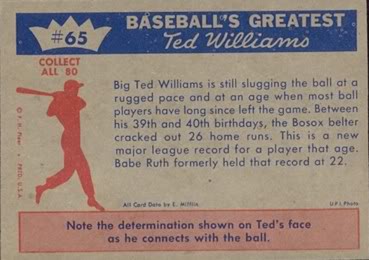 #65
BASEBALL'S GREATEST
Ted Williams
COLLECT
ALL 80
Big Ted Williams is still slugging the ball at a
rugged pace and at an age when most ball
players have long since left the game. Between
his 39th and 40th birthdays, the Bosox belter
cracked out 26 home runs. This is a new
major league record for a player that age.
Babe Ruth formerly held that record at 22.
All Card Data by E. Mifflin
U.P.I. Photo
Note the determination shown on Ted's face
as he connects with the ball.